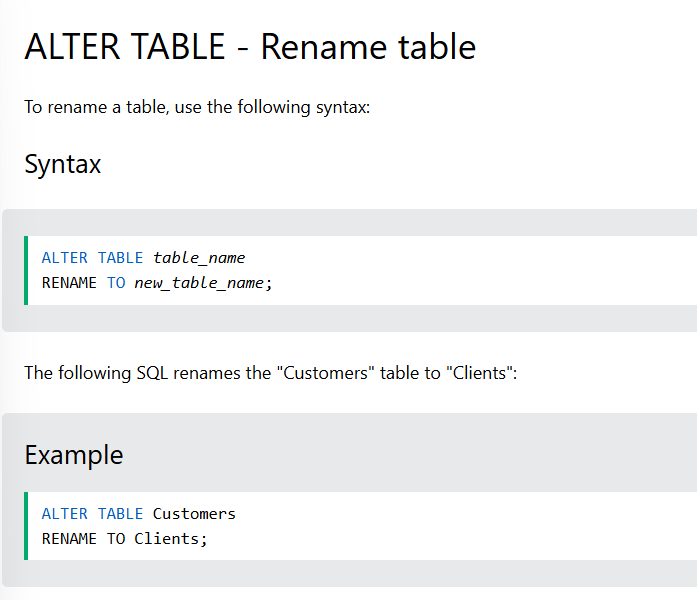 ALTER TABLE - Rename table
To rename a table, use the following syntax:
Syntax
ALTER TABLE table_name
RENAME TO new_table_name;
The following SQL renames the "Customers" table to "Clients":
Example
ALTER TABLE Customers
RENAME TO Clients;